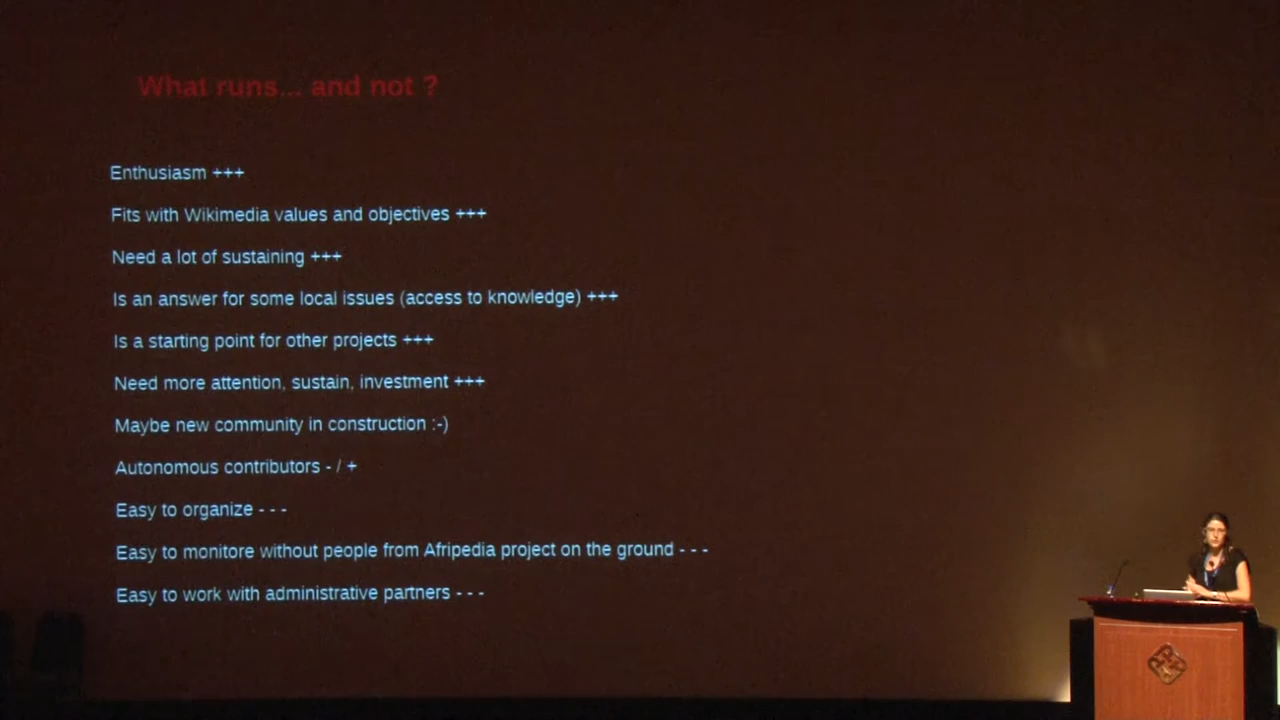 What runs... and not ?
Enthusiasm +++
Fits with Wikimedia values and objectives +++
Need a lot of sustaining +++
Is an answer for some local issues (access to knowledge) +++
Is a starting point for other projects +++
Need more attention, sustain, investment +++
Maybe new community in construction :-)
Autonomous contributors - / +
Easy to organize - - -
Easy to monitore without people from Afripedia project on the ground - - -
Easy to work with administrative partners - - -